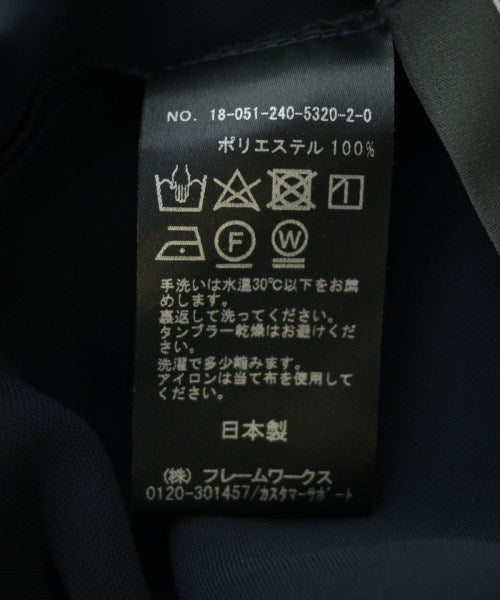 NO. 18-051-240-5320-2-0
ポリエステル 100%
F W
手洗いは水温30℃以下をお薦
めします。
裏返して洗ってください。
タンブラー乾燥はお避けくだ
さい。
洗濯で多少縮みます。
アイロンは当て布を使用して
ください。
日本製
(株) フレームワークス
0120-301457/カスタマーサポート